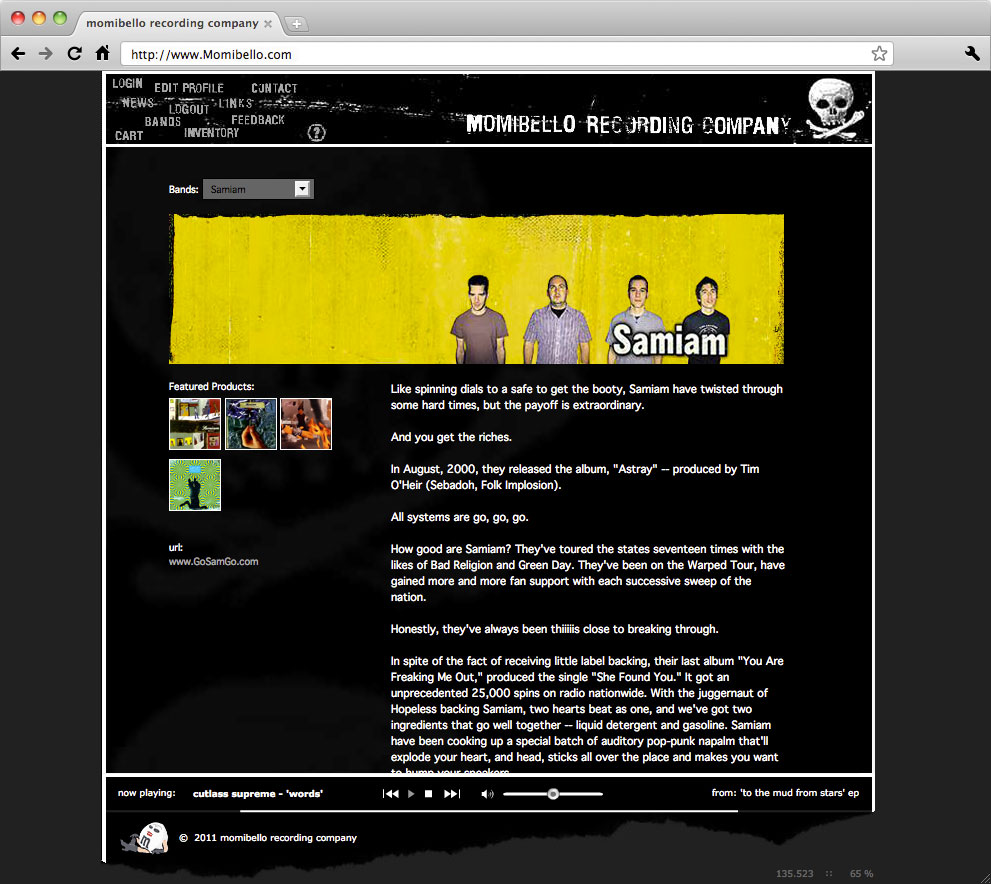 momibello recording company
http://www.Momibello.com
LOGIN EDIT PROFILE CONTACT
NEWS LOGOUT LINKS
BANDS FEEDBACK
CART INVENTORY ?
MOMIBELLO RECORDING COMPANY
Bands: Samiam
Samiam
Featured Products:
url:
www.GoSamGo.com
Like spinning dials to a safe to get the booty, Samiam have twisted through
some hard times, but the payoff is extraordinary.
And you get the riches.
In August, 2000, they released the album, "Astray" -- produced by Tim
O'Heir (Sebadoh, Folk Implosion).
All systems are go, go, go.
How good are Samiam? They've toured the states seventeen times with the
likes of Bad Religion and Green Day. They've been on the Warped Tour, have
gained more and more fan support with each successive sweep of the
nation.
Honestly, they've always been thiiiiis close to breaking through.
In spite of the fact of receiving little label backing, their last album "You Are
Freaking Me Out," produced the single "She Found You." It got an
unprecedented 25,000 spins on radio nationwide. With the juggernaut of
Hopeless backing Samiam, two hearts beat as one, and we've got two
ingredients that go well together -- liquid detergent and gasoline. Samiam
have been cooking up a special batch of auditory pop-punk napalm that'll
explode your heart, and head, sticks all over the place and makes you want
to bump your speakers
now playing: cutlass supreme - 'words'
from: 'to the mud from stars' ep
m
© 2011 momibello recording company
135.523 :: 65 %